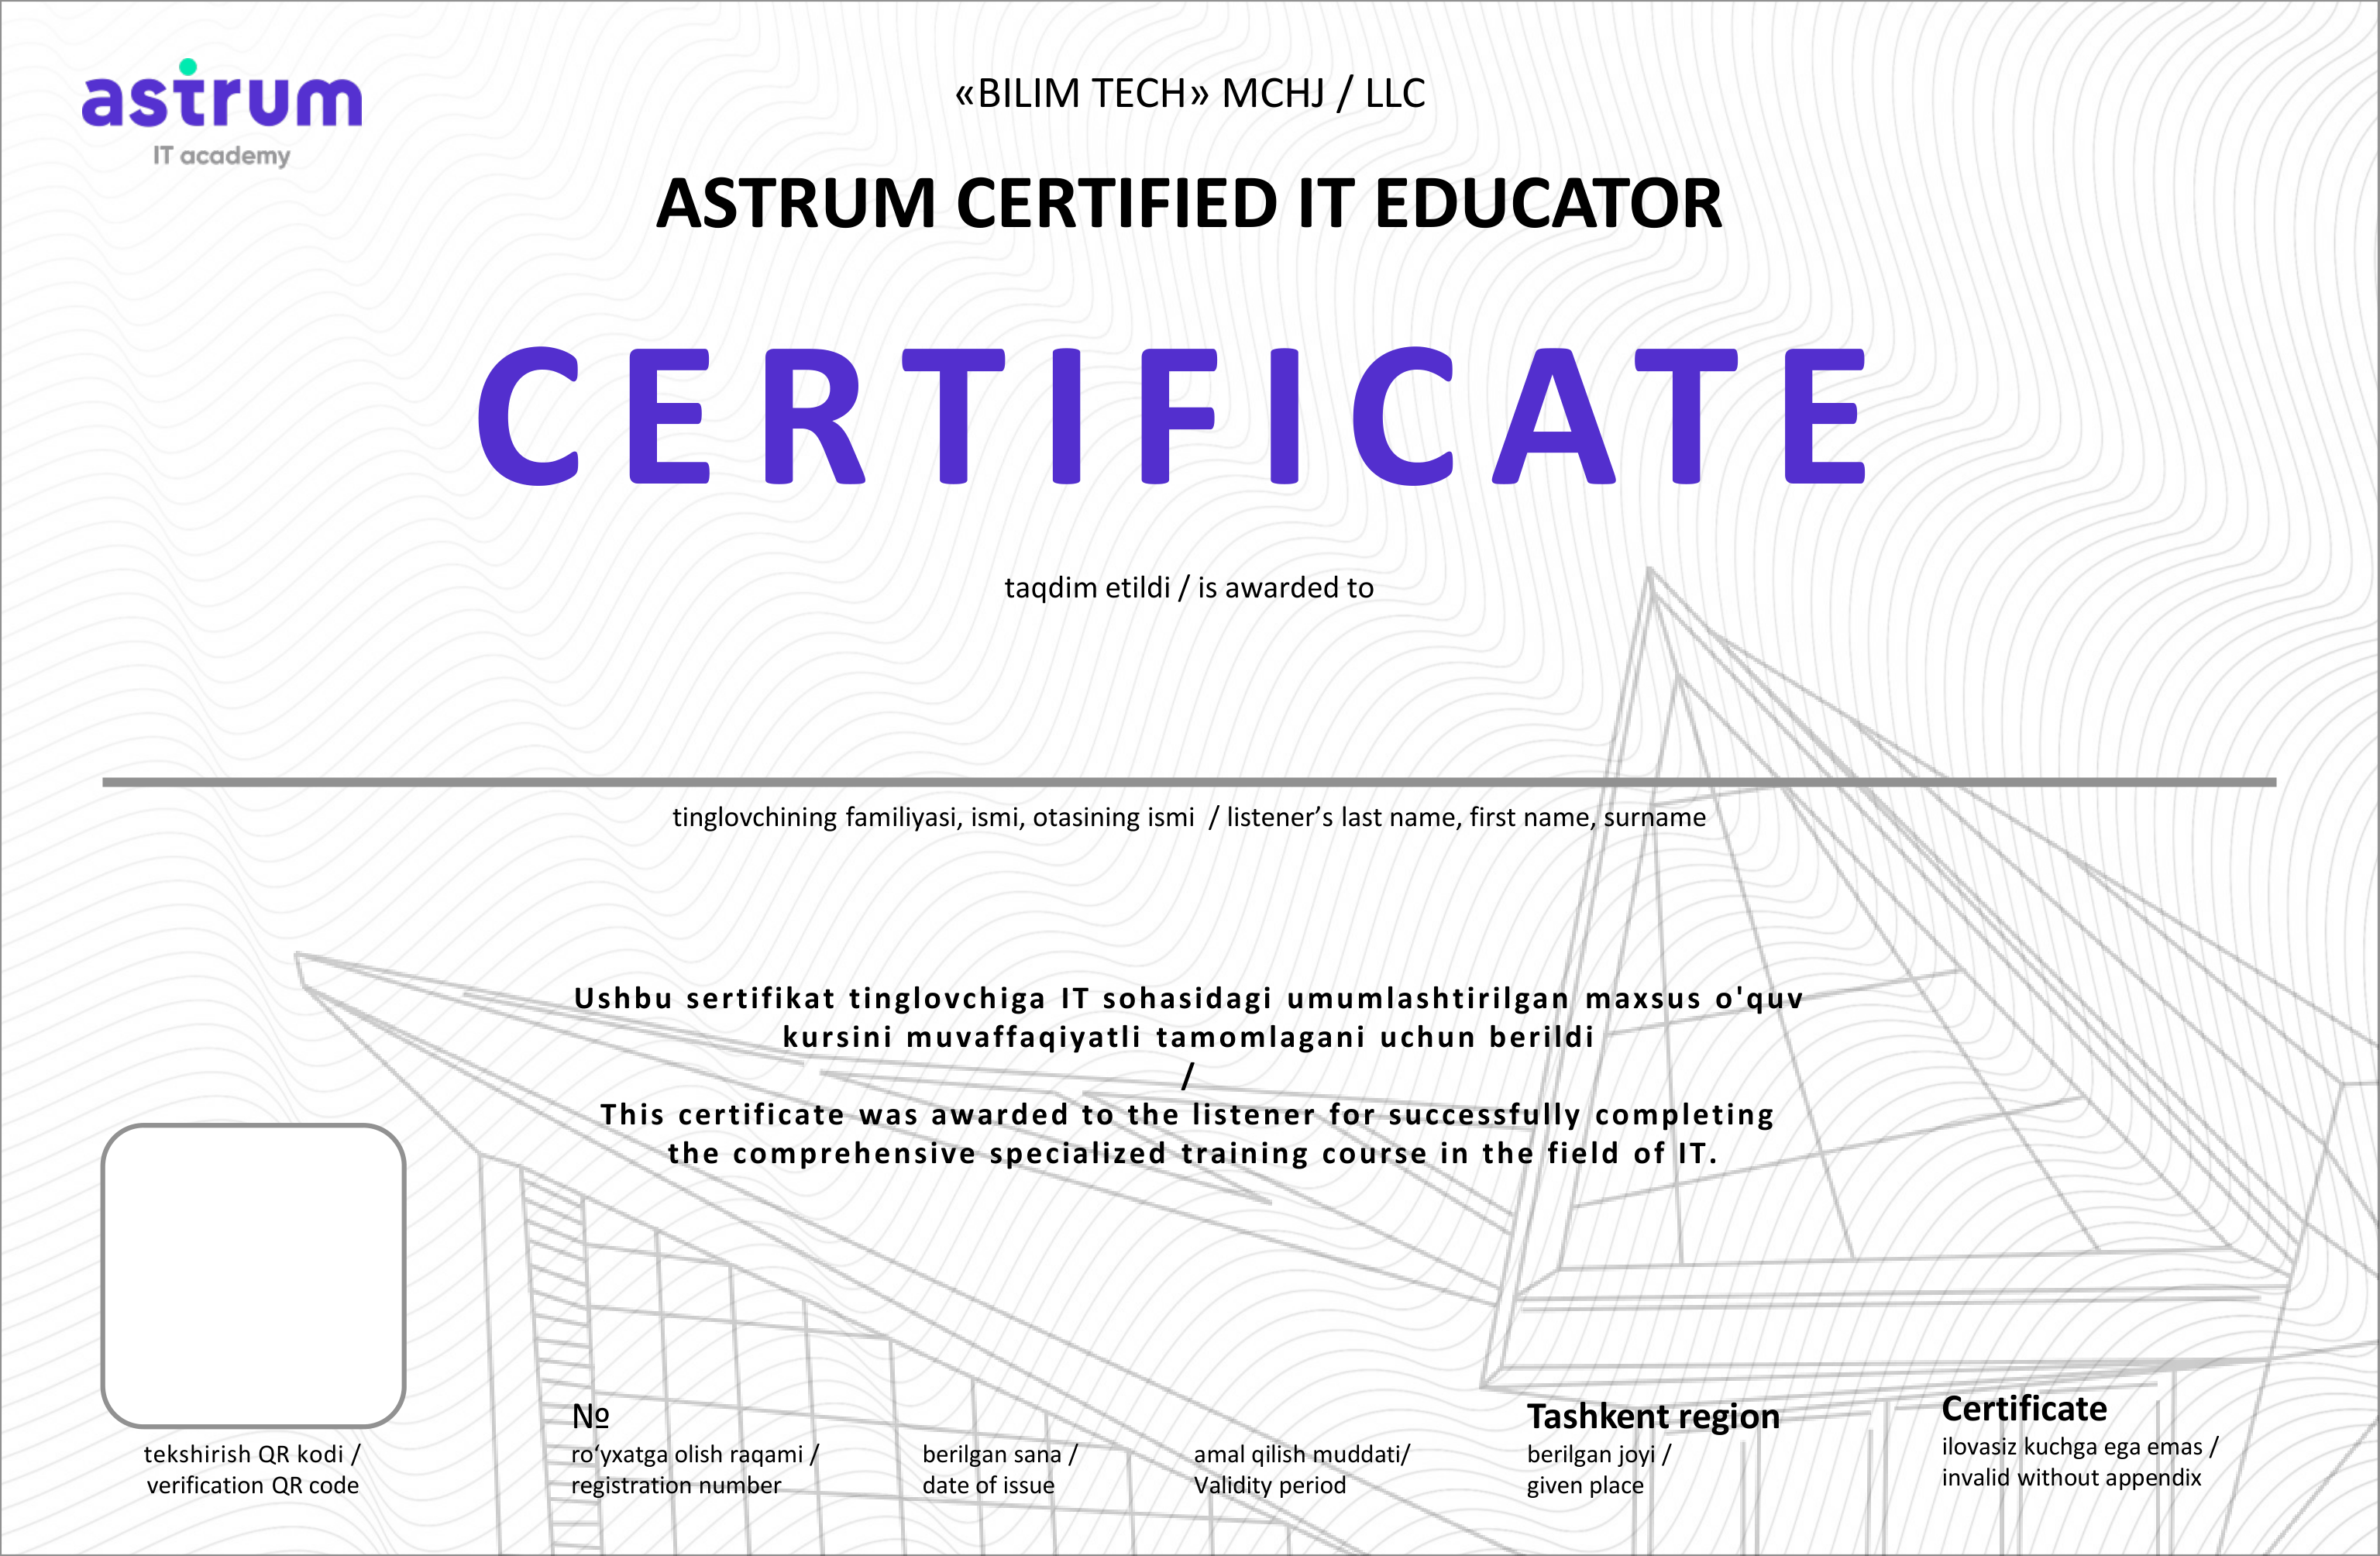 astrum
IT academy
«BILIM TECH» MCHJ / LLC
ASTRUM CERTIFIED IT EDUCATOR
CERTIFICATE
taqdim etildi / is awarded to
tinglovchining familiyasi, ismi, otasining ismi / listener’s last name, first name, surname
Ushbu sertifikat tinglovchiga IT sohasidagi umumlashtirilgan maxsus o'quv
kursini muvaffaqiyatli tamomlagani uchun berildi
/
This certificate was awarded to the listener for successfully completing
the comprehensive specialized training course in the field of IT.
tekshirish QR kodi /
verification QR code
№
ro‘yxatga olish raqami /
registration number
berilgan sana /
date of issue
amal qilish muddati/
Validity period
Tashkent region
berilgan joyi /
given place
Certificate
ilovasiz kuchga ega emas /
invalid without appendix